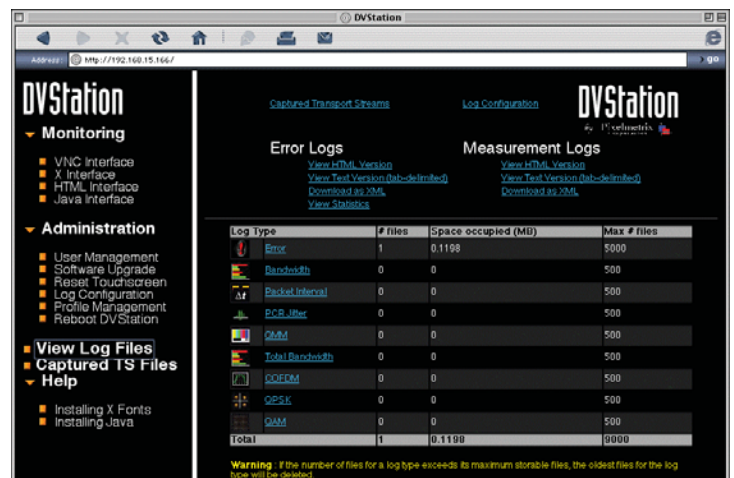 DVStation
Address: http://192.168.15.166/
go
DVStation
Monitoring
VNC Interface
X Interface
HTML Interface
Java Interface
Administration
User Management
Software Upgrade
Reset Touchscreen
Log Configuration
Profile Management
Reboot DVStation
View Log Files
Captured TS Files
Help
Installing X Fonts
Installing Java
Captured Transport Streams
Log Configuration
DVStation
by Pixelmetrix
Error Logs
View HTML Version
View Text Version (tab-delimited)
Download as XML
View Statistics
Measurement Logs
View HTML Version
View Text Version (tab-delimited)
Download as XML
Log Type # files Space occupied (MB) Max # files
Error 1 0.1198 5000
Bandwidth 0 0 500
Δt Packet Interval 0 0 500
PCR Jitter 0 0 500
QMM 0 0 500
Total Bandwidth 0 0 500
COFDM 0 0 500
QPSK 0 0 500
QAM 0 0 500
Total 1 0.1198 9000
Warning : If the number of files for a log type exceeds its maximum storable files, the oldest files for the log
type will be deleted.